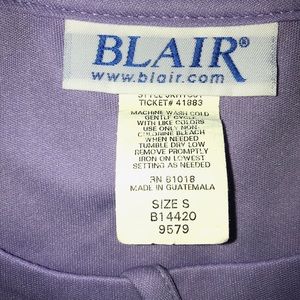 BLAIR®
www.blair.com
TICKET# 41883
MACHINE WASH COLD
GENTLE CYCLE
WITH LIKE COLORS
USE ONLY NON-
CHLORINE BLEACH
WHEN NEEDED
TUMBLE DRY LOW
REMOVE PROMPTLY
IRON ON LOWEST
SETTING AS NEEDED
RN 61018
MADE IN GUATEMALA
SIZE S
B14420
9579